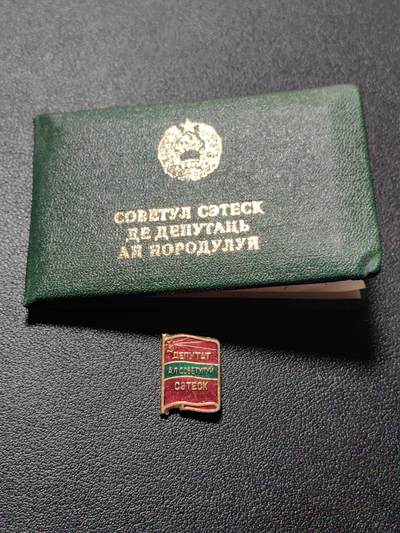 СОВЕТУЛ СЭТЕСК
ДЕ ДЕПУТАЦЬ
АЙ НОРОДУЛУЙ
ДЕПУТАТ
АЛ СОВЕТУЛУЙ
СЭТЕСК